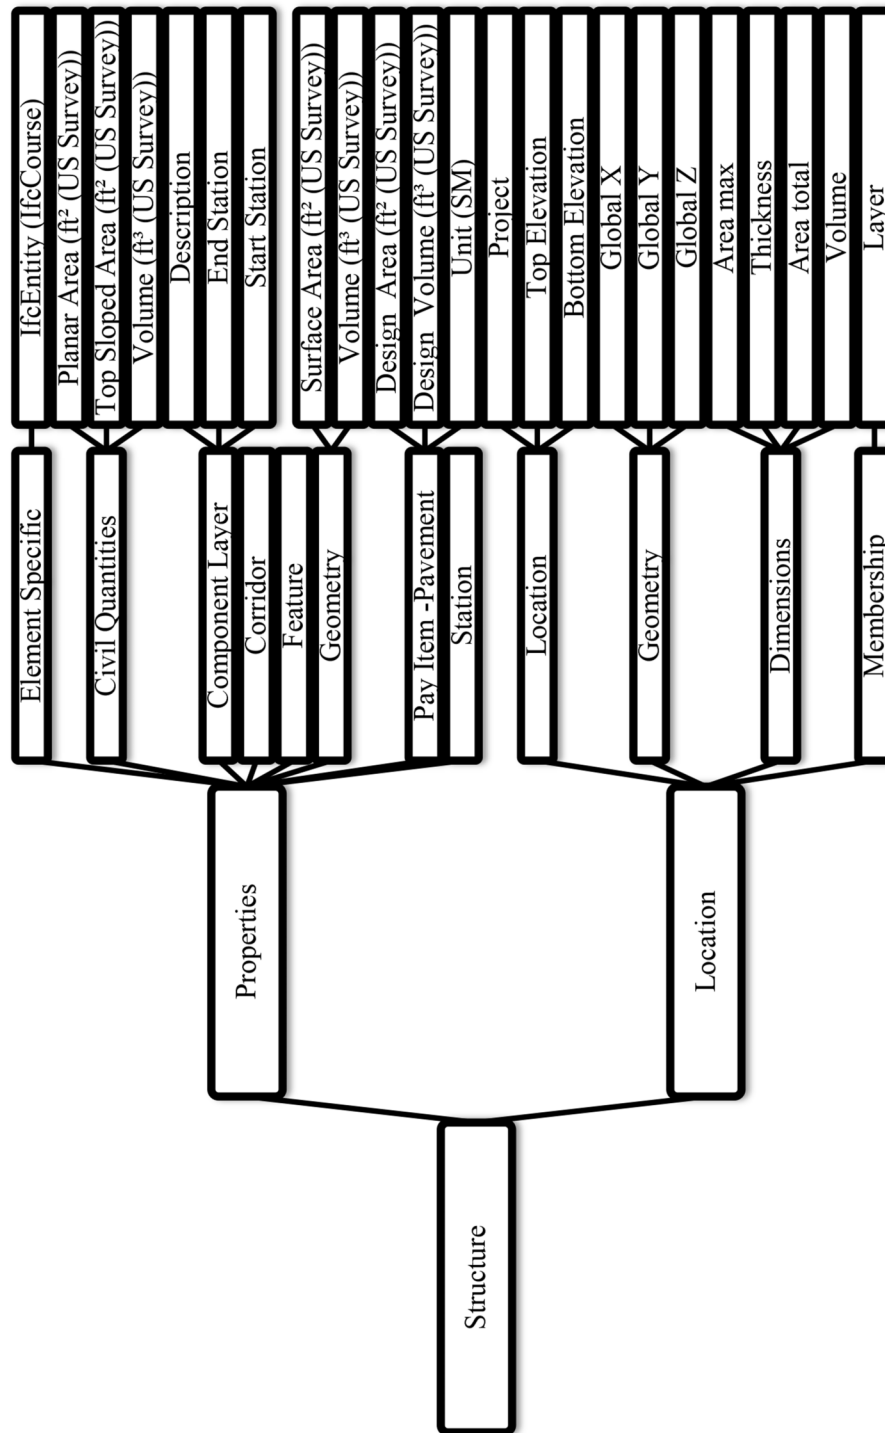 Structure
Properties
Location
Element Specific
Civil Quantities
Component Layer
Corridor
Feature
Geometry
Pay Item -Pavement
Station
Location
Geometry
Dimensions
Membership
IfcEntity (IfcCourse)
Planar Area (ft² (US Survey))
Top Sloped Area (ft² (US Survey))
Volume (ft³ (US Survey))
Description
End Station
Start Station
Surface Area (ft² (US Survey))
Volume (ft³ (US Survey))
Design Area (ft² (US Survey))
Design Volume (ft³ (US Survey))
Unit (SM)
Project
Top Elevation
Bottom Elevation
Global X
Global Y
Global Z
Area max
Thickness
Area total
Volume
Layer